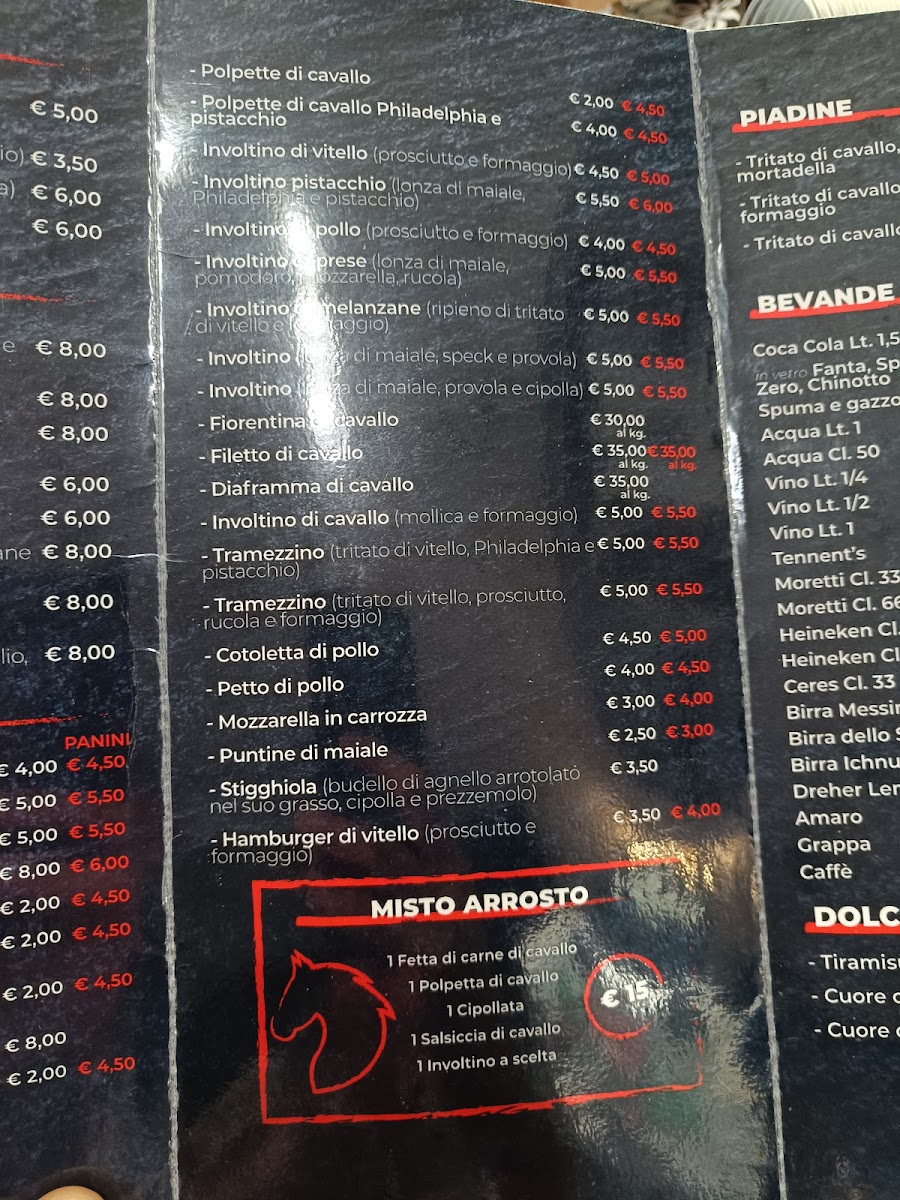 € 5,00
€ 3,50
€ 6,00
€ 6,00
€ 8,00
€ 8,00
€ 8,00
€ 6,00
€ 6,00
€ 8,00
€ 8,00
€ 8,00
PANINI
€ 4,00 € 4,50
€ 5,00 € 5,50
€ 5,00 € 5,50
€ 8,00 € 6,00
€ 2,00 € 4,50
€ 2,00 € 4,50
€ 2,00 € 4,50
€ 8,00
€ 2,00 € 4,50
- Polpette di cavallo € 2,00 € 4,50
- Polpette di cavallo Philadelphia e € 4,00 € 4,50
pistacchio
- Involtino di vitello (prosciutto e formaggio) € 4,50 € 5,00
- Involtino pistacchio (lonza di maiale, € 5,50 € 6,00
Philadelphia e pistacchio)
- Involtino di pollo (prosciutto e formaggio) € 4,00 € 4,50
- Involtino caprese (lonza di maiale, € 5,00 € 5,50
pomodoro, mozzarella, rucola)
- Involtino di melanzane (ripieno di tritato € 5,00 € 5,50
di vitello e formaggio)
- Involtino (lonza di maiale, speck e provola) € 5,00 € 5,50
- Involtino (lonza di maiale, provola e cipolla) € 5,00 € 5,50
- Fiorentina di cavallo € 30,00
al kg.
- Filetto di cavallo € 35,00 € 35,00
al kg. al kg.
- Diaframma di cavallo € 35,00
al kg.
- Involtino di cavallo (mollica e formaggio) € 5,00 € 5,50
- Tramezzino (tritato di vitello, Philadelphia e € 5,00 € 5,50
pistacchio)
- Tramezzino (tritato di vitello, prosciutto, € 5,00 € 5,50
rucola e formaggio)
- Cotoletta di pollo € 4,50 € 5,00
- Petto di pollo € 4,00 € 4,50
- Mozzarella in carrozza € 3,00 € 4,00
- Puntine di maiale € 2,50 € 3,00
- Stigghiola (budello di agnello arrotolato € 3,50
nel suo grasso, cipolla e prezzemolo)
- Hamburger di vitello (prosciutto e € 3,50 € 4,00
formaggio)
MISTO ARROSTO
1 Fetta di carne di cavallo
1 Polpetta di cavallo
1 Cipollata
1 Salsiccia di cavallo
1 Involtino a scelta
€ 15
PIADINE
- Tritato di cavallo,
mortadella
- Tritato di cavallo
formaggio
- Tritato di cavallo
BEVANDE
Coca Cola Lt. 1,5
in vetro Fanta,
Zero, Chinotto
Spuma e
Acqua Lt. 1
Acqua Cl. 50
Vino Lt. 1/4
Vino Lt. 1/2
Vino Lt. 1
Tennent's
Moretti Cl. 33
Moretti Cl. 66
Heineken Cl.
Heineken Cl
Ceres Cl. 33
Birra
Birra dello
Birra
Dreher
Amaro
Grappa
Caffè
- Cuore
- Cuore